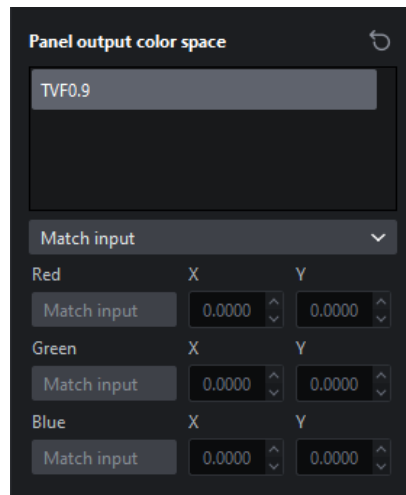 Panel output color space
TVF0.9
Match input
Red X Y
Match input 0.0000 0.0000
Green X Y
Match input 0.0000 0.0000
Blue X Y
Match input 0.0000 0.0000